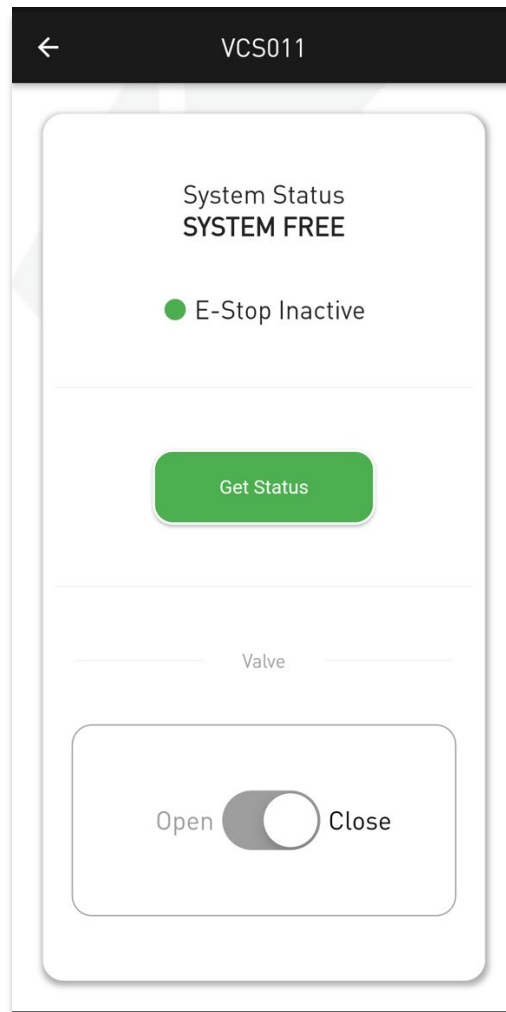 VCS011
System Status
SYSTEM FREE
E-Stop Inactive
Get Status
Valve
Open Close